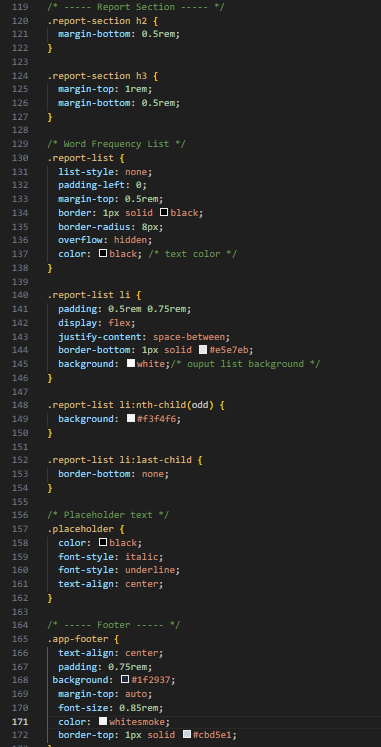 119 /* ----- Report Section ----- */
120 .report-section h2 {
121 margin-bottom: 0.5rem;
122 }
123
124 .report-section h3 {
125 margin-top: 1rem;
126 margin-bottom: 0.5rem;
127 }
128
129 /* Word Frequency List */
130 .report-list {
131 list-style: none;
132 padding-left: 0;
133 margin-top: 0.5rem;
134 border: 1px solid black;
135 border-radius: 8px;
136 overflow: hidden;
137 color: black; /* text color */
138 }
139
140 .report-list li {
141 padding: 0.5rem 0.75rem;
142 display: flex;
143 justify-content: space-between;
144 border-bottom: 1px solid #e5e7eb;
145 background: white;/* ouput list background */
146 }
147
148 .report-list li:nth-child(odd) {
149 background: #f3f4f6;
150 }
151
152 .report-list li:last-child {
153 border-bottom: none;
154 }
155
156 /* Placeholder text */
157 .placeholder {
158 color: black;
159 font-style: italic;
160 font-style: underline;
161 text-align: center;
162 }
163
164 /* ----- Footer ----- */
165 .app-footer {
166 text-align: center;
167 padding: 0.75rem;
168 background: #1f2937;
169 margin-top: auto;
170 font-size: 0.85rem;
171 color: whitesmoke;
172 border-top: 1px solid #cbd5e1;